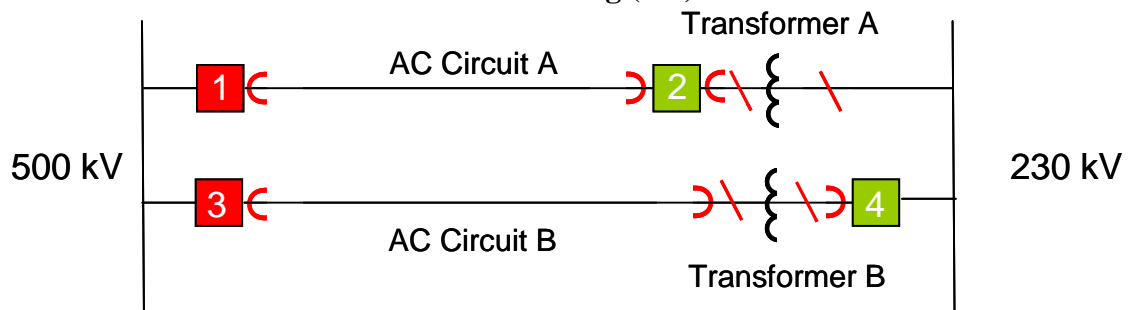 Transformer A
AC Circuit A
1
2
500 kV
230 kV
3
4
AC Circuit B
Transformer B